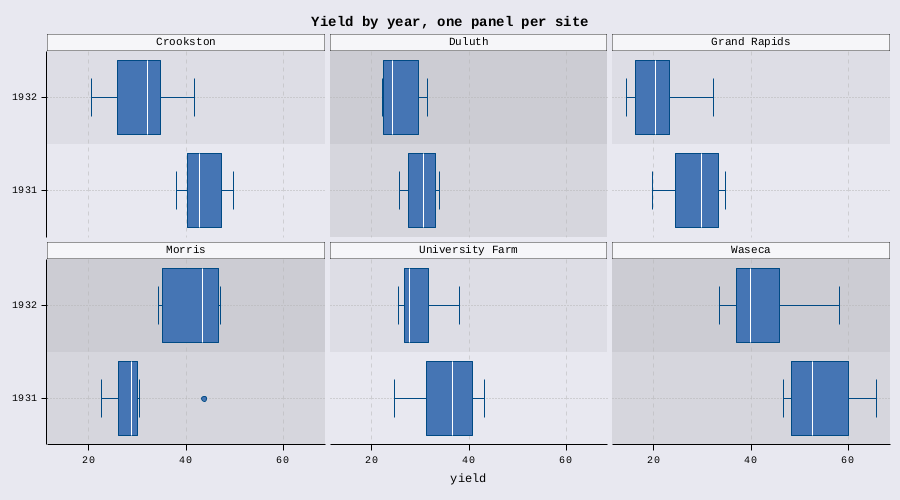 Yield by year, one panel per site
Crookston Duluth Grand Rapids
1932
1931
Morris University Farm Waseca
1932
1931
20 40 60 20 40 60 20 40 60
yield